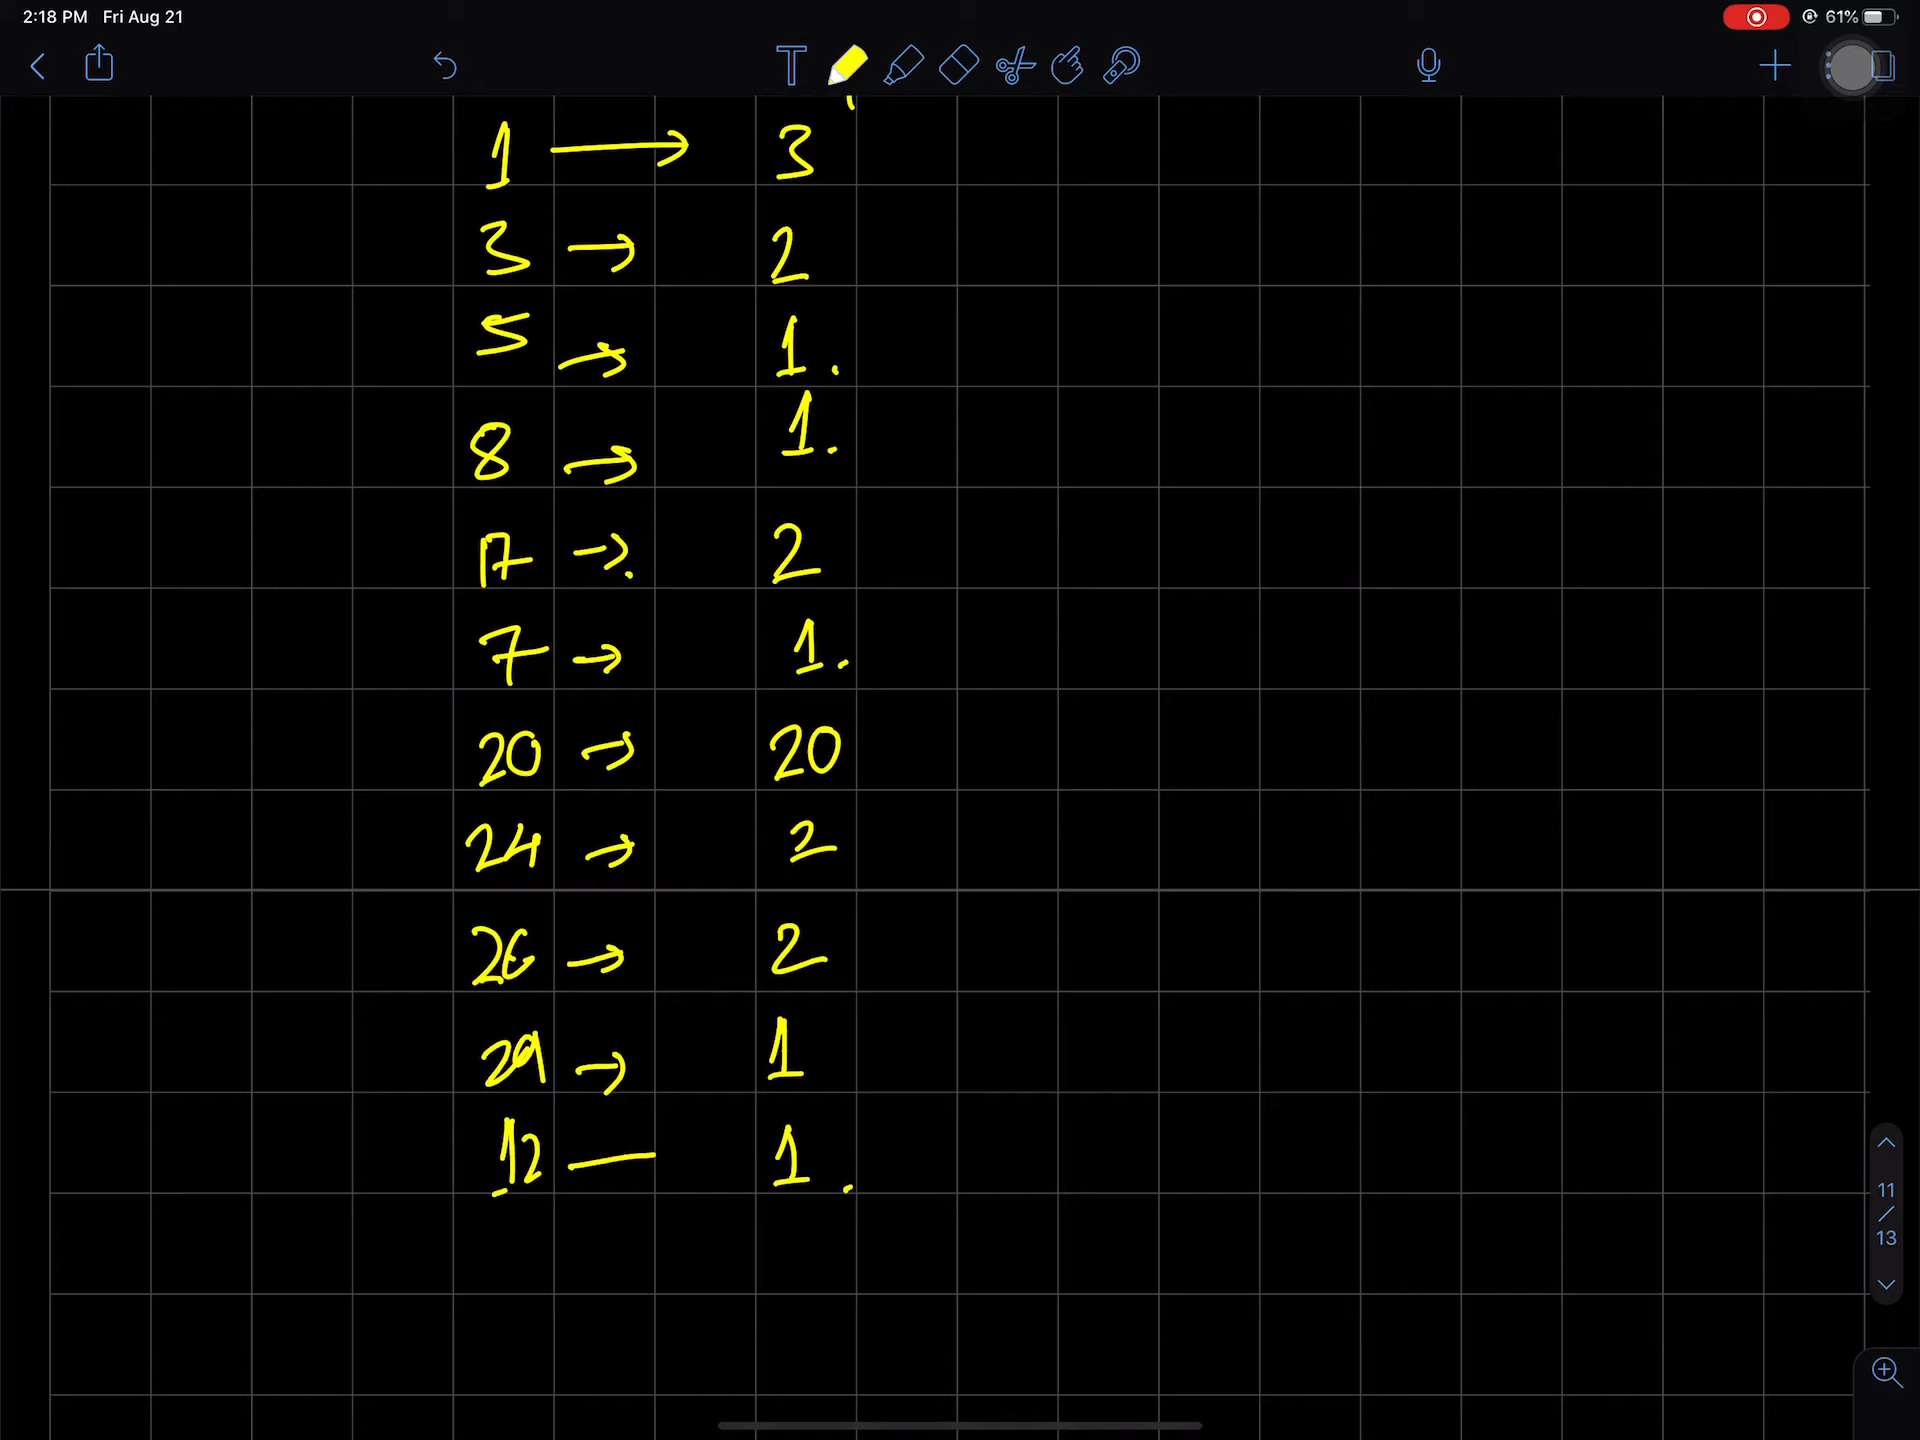 2:18 PM Fri Aug 21 61%
1 → 3
3 → 2
5 → 1.
8 → 1.
17 →. 2
7 → 1.
20 → 20
24 → 2
26 → 2
29 → 1
12 — 1.
11
/
13